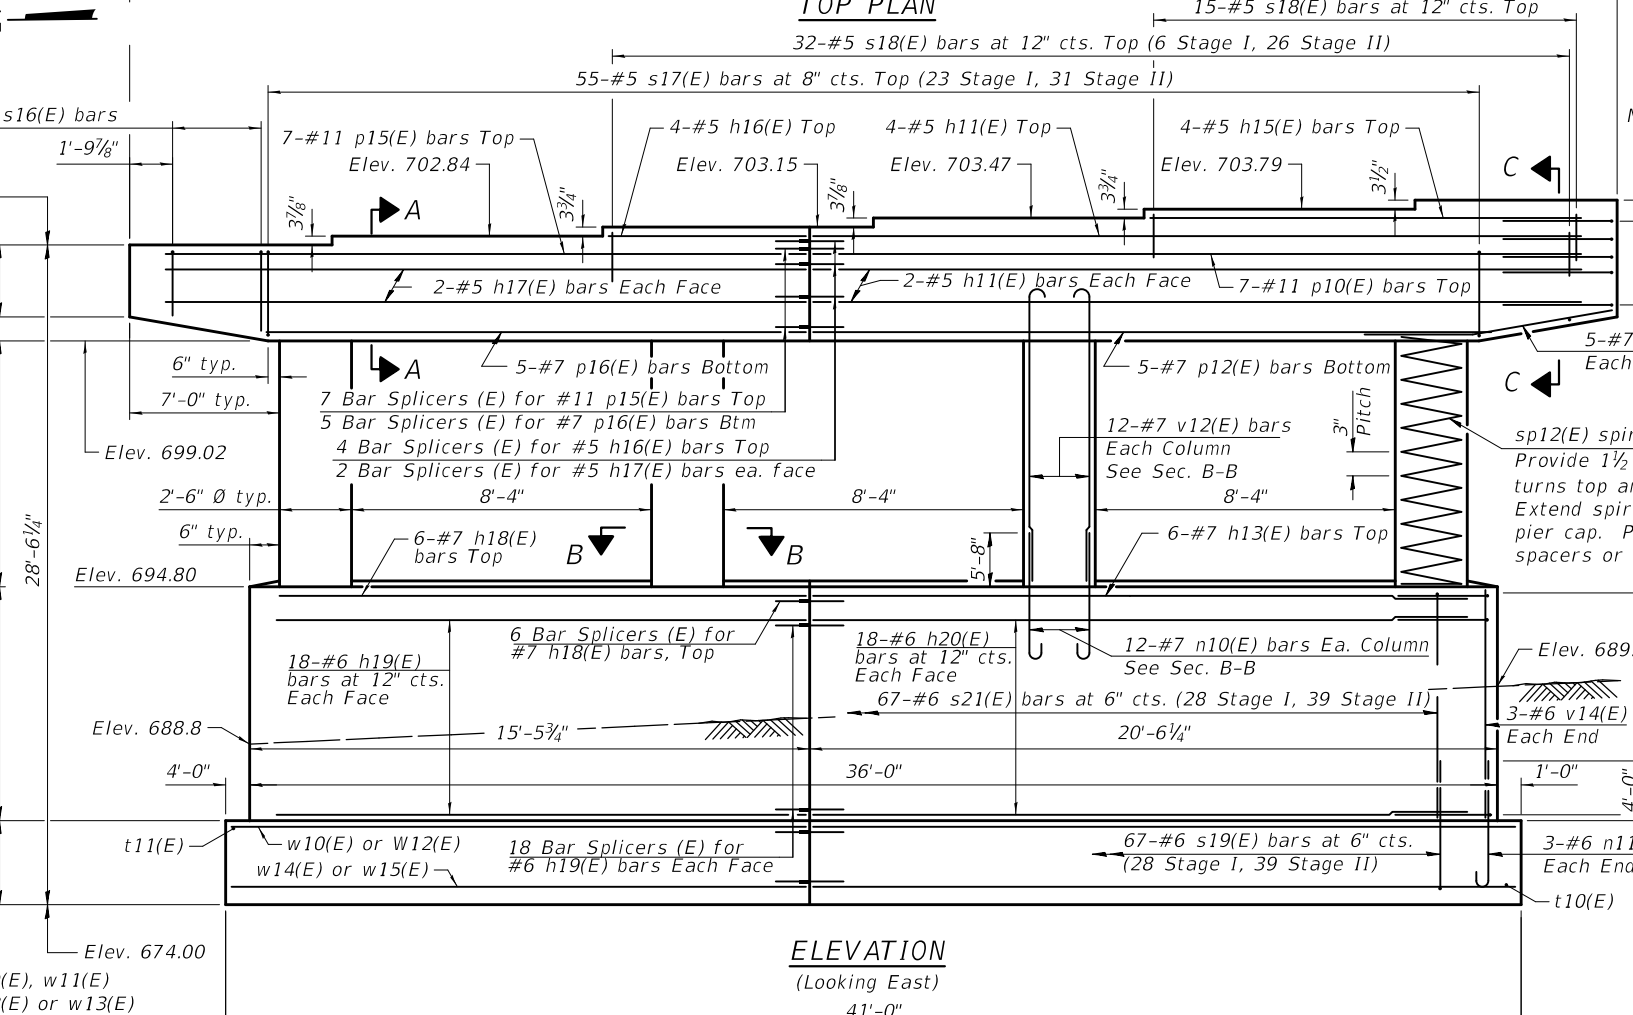 TOP PLAN
15-#5 s18(E) bars at 12" cts. Top
32-#5 s18(E) bars at 12" cts. Top (6 Stage I, 26 Stage II)
55-#5 s17(E) bars at 8" cts. Top (23 Stage I, 31 Stage II)
s16(E) bars
1'-9⅞"
7-#11 p15(E) bars Top
4-#5 h16(E) Top
4-#5 h11(E) Top
4-#5 h15(E) bars Top
Elev. 702.84
Elev. 703.15
Elev. 703.47
Elev. 703.79
3⅞"
3¾"
3⅞"
3¾"
3½"
A
C
2-#5 h17(E) bars Each Face
2-#5 h11(E) bars Each Face
7-#11 p10(E) bars Top
6" typ.
A
5-#7 p16(E) bars Bottom
5-#7 p12(E) bars Bottom
5-#7
Each
C
7'-0" typ.
7 Bar Splicers (E) for #11 p15(E) bars Top
5 Bar Splicers (E) for #7 p16(E) bars Btm
4 Bar Splicers (E) for #5 h16(E) bars Top
2 Bar Splicers (E) for #5 h17(E) bars ea. face
Elev. 699.02
12-#7 v12(E) bars
Each Column
See Sec. B-B
3"
Pitch
sp12(E)
Provide 1½
turns top
Extend
pier cap.
spacers or
2'-6" Ø typ.
8'-4"
8'-4"
8'-4"
6" typ.
6-#7 h18(E)
bars Top
B
B
5'-8"
6-#7 h13(E) bars Top
28'-6¼"
Elev. 694.80
6 Bar Splicers (E) for
#7 h18(E) bars, Top
18-#6 h19(E)
bars at 12" cts.
Each Face
18-#6 h20(E)
bars at 12" cts.
Each Face
12-#7 n10(E) bars Ea. Column
See Sec. B-B
Elev. 689.
67-#6 s21(E) bars at 6" cts. (28 Stage I, 39 Stage II)
3-#6 v14(E)
Each End
Elev. 688.8
15'-5¾"
20'-6¼"
4'-0"
36'-0"
1'-0"
4'-0"
t11(E)
w10(E) or W12(E)
w14(E) or w15(E)
18 Bar Splicers (E) for
#6 h19(E) bars Each Face
67-#6 s19(E) bars at 6" cts.
(28 Stage I, 39 Stage II)
3-#6 n11
Each End
t10(E)
Elev. 674.00
(E), w11(E)
(E) or w13(E)
ELEVATION
(Looking East)
41'-0"